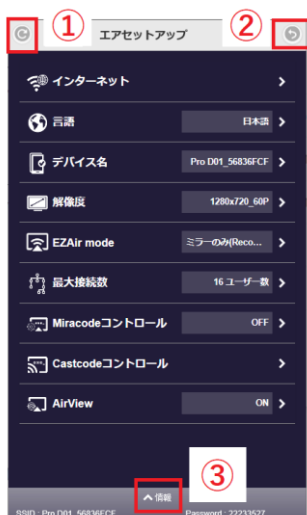 ① エアセットアップ ②
インターネット
言語 日本語
デバイス名 Pro D01_56836FCF
解像度 1280x720_60P
EZAir mode ミラーのみ(Reco...
最大接続数 16 ユーザー数
Miracodeコントロール OFF
Castcodeコントロール
AirView ON
③
情報
SSID : Pro D01_56836FCF Password : 22233527